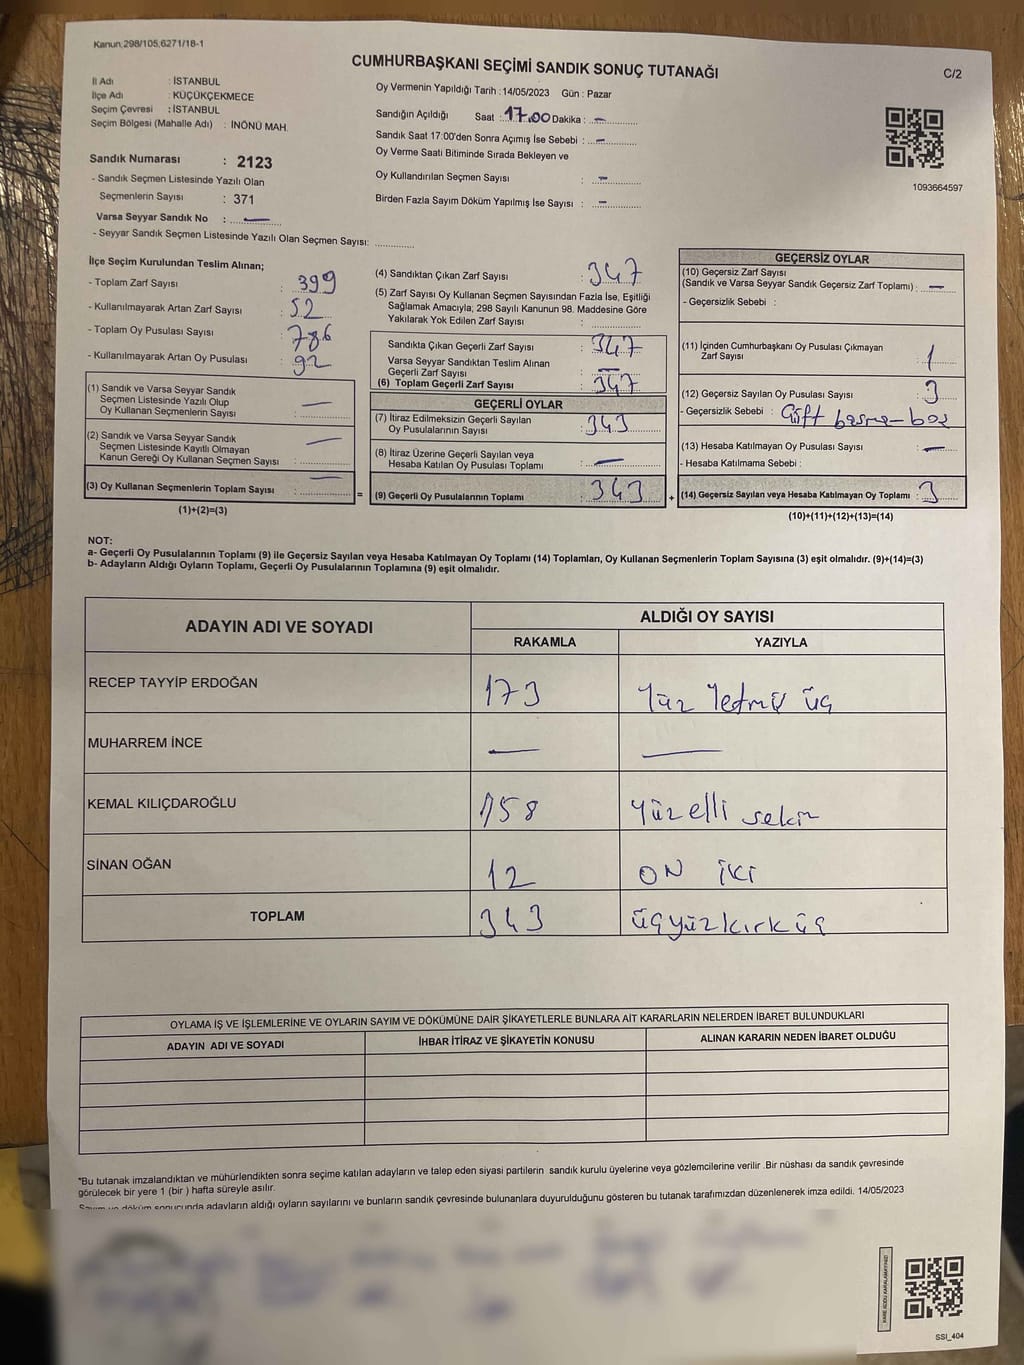 Kanun;298/105,6271/18-1
CUMHURBAŞKANI SEÇİMİ SANDIK SONUÇ TUTANAĞI
C/2
İl Adı : İSTANBUL
İlçe Adı : KÜÇÜKÇEKMECE
Seçim Çevresi : İSTANBUL
Seçim Bölgesi (Mahalle Adı) : İNÖNÜ MAH.
Sandık Numarası : 2123
- Sandık Seçmen Listesinde Yazılı Olan
Seçmenlerin Sayısı : 371
Varsa Seyyar Sandık No : —
- Seyyar Sandık Seçmen Listesinde Yazılı Olan Seçmen Sayısı: ..............
Oy Vermenin Yapıldığı Tarih : 14/05/2023 Gün : Pazar
Sandığın Açıldığı Saat : 17.00 Dakika : —
Sandık Saat 17:00'den Sonra Açımış İse Sebebi : —
Oy Verme Saati Bitiminde Sırada Bekleyen ve
Oy Kullandırılan Seçmen Sayısı : —
Birden Fazla Sayım Döküm Yapılmış İse Sayısı : —
1093664597
İlçe Seçim Kurulundan Teslim Alınan;
- Toplam Zarf Sayısı : 399
- Kullanılmayarak Artan Zarf Sayısı : 52
- Toplam Oy Pusulası Sayısı : 786
- Kullanılmayarak Artan Oy Pusulası : 92
(1) Sandık ve Varsa Seyyar Sandık
Seçmen Listesinde Yazılı Olup
Oy Kullanan Seçmenlerin Sayısı : —
(2) Sandık ve Varsa Seyyar Sandık
Seçmen Listesinde Kayıtlı Olmayan
Kanun Gereği Oy Kullanan Seçmen Sayısı : —
(3) Oy Kullanan Seçmenlerin Toplam Sayısı : —
(1)+(2)=(3)
=
(4) Sandıktan Çıkan Zarf Sayısı : 347
(5) Zarf Sayısı Oy Kullanan Seçmen Sayısından Fazla İse, Eşitliği
Sağlamak Amacıyla; 298 Sayılı Kanunun 98. Maddesine Göre
Yakılarak Yok Edilen Zarf Sayısı :
Sandıkta Çıkan Geçerli Zarf Sayısı : 347
Varsa Seyyar Sandıktan Teslim Alınan
Geçerli Zarf Sayısı : —
(6) Toplam Geçerli Zarf Sayısı : 347
GEÇERLİ OYLAR
(7) İtiraz Edilmeksizin Geçerli Sayılan
Oy Pusulalarının Sayısı : 343
(8) İtiraz Üzerine Geçerli Sayılan veya
Hesaba Katılan Oy Pusulası Toplamı : —
(9) Geçerli Oy Pusulalarının Toplamı : 343
+
GEÇERSİZ OYLAR
(10) Geçersiz Zarf Sayısı
(Sandık ve Varsa Seyyar Sandık Geçersiz Zarf Toplamı) : —
- Geçersizlik Sebebi :
(11) İçinden Cumhurbaşkanı Oy Pusulası Çıkmayan
Zarf Sayısı : 1
(12) Geçersiz Sayılan Oy Pusulası Sayısı : 3
- Geçersizlik Sebebi : Çift basma-boş
(13) Hesaba Katılmayan Oy Pusulası Sayısı : —
- Hesaba Katılmama Sebebi :
(14) Geçersiz Sayılan veya Hesaba Katılmayan Oy Toplamı : 3
(10)+(11)+(12)+(13)=(14)
NOT:
a- Geçerli Oy Pusulalarının Toplamı (9) ile Geçersiz Sayılan veya Hesaba Katılmayan Oy Toplamı (14) Toplamları, Oy Kullanan Seçmenlerin Toplam Sayısına (3) eşit olmalıdır. (9)+(14)=(3)
b- Adayların Aldığı Oyların Toplamı, Geçerli Oy Pusulalarının Toplamına (9) eşit olmalıdır.
ADAYIN ADI VE SOYADI
ALDIĞI OY SAYISI
RAKAMLA YAZIYLA
RECEP TAYYİP ERDOĞAN 173 Yüz Yetmiş üç
MUHARREM İNCE — —
KEMAL KILIÇDAROĞLU 158 Yüzelli sekiz
SİNAN OĞAN 12 ON İKİ
TOPLAM 343 üçyüzkırküç
OYLAMA İŞ VE İŞLEMLERİNE VE OYLARIN SAYIM VE DÖKÜMÜNE DAİR ŞİKAYETLERLE BUNLARA AİT KARARLARIN NELERDEN İBARET BULUNDUKLARI
ADAYIN ADI VE SOYADI İHBAR İTİRAZ VE ŞİKAYETİN KONUSU ALINAN KARARIN NEDEN İBARET OLDUĞU
"Bu tutanak imzalandıktan ve mühürlendikten sonra seçime katılan adayların ve talep eden siyasi partilerin sandık kurulu üyelerine veya gözlemcilerine verilir .Bir nüshası da sandık çevresinde
görülecek bir yere 1 (bir ) hafta süreyle asılır.
Sayım ve döküm sonucunda adayların aldığı oyların sayılarını ve bunların sandık çevresinde bulunanlara duyurulduğunu gösteren bu tutanak tarafımızdan düzenlenerek imza edildi. 14/05/2023
KARE KODU KARALAMAYINIZ!
SSI_404